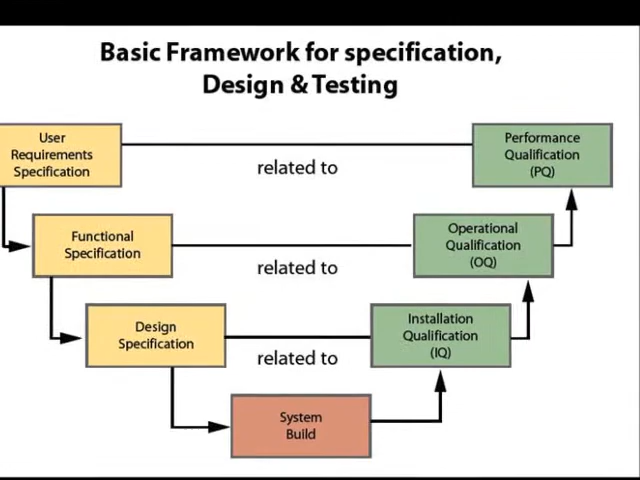 Basic Framework for specification,
Design & Testing
User
Requirements
Specification
related to
Performance
Qualification
(PQ)
Functional
Specification
related to
Operational
Qualification
(OQ)
Design
Specification
related to
Installation
Qualification
(IQ)
System
Build